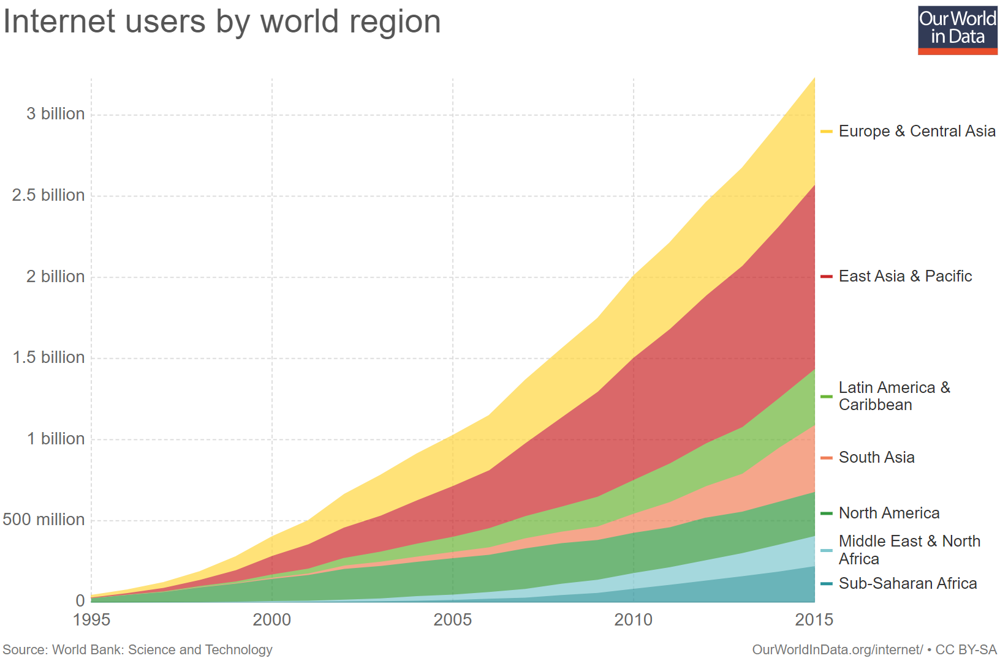 Internet users by world region
Our World
in Data
3 billion
2.5 billion
2 billion
1.5 billion
1 billion
500 million
0
1995
2000
2005
2010
2015
Europe & Central Asia
East Asia & Pacific
Latin America &
Caribbean
South Asia
North America
Middle East & North
Africa
Sub-Saharan Africa
Source: World Bank: Science and Technology
OurWorldInData.org/internet/ • CC BY-SA